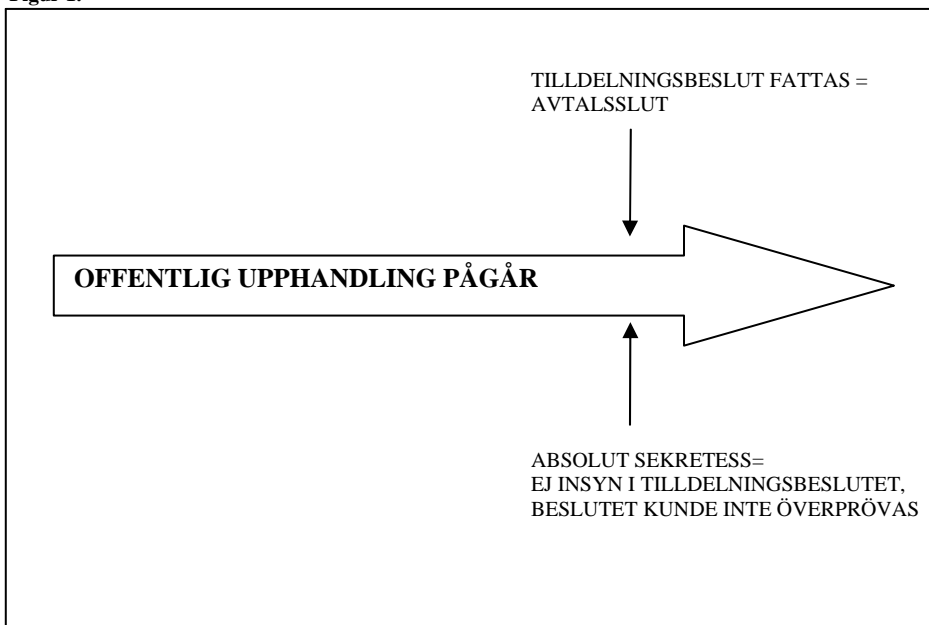 TILLDELNINGSBESLUT FATTAS =
AVTALSSLUT
OFFENTLIG UPPHANDLING PÅGÅR
ABSOLUT SEKRETESS=
EJ INSYN I TILLDELNINGSBESLUTET,
BESLUTET KUNDE INTE ÖVERPRÖVAS